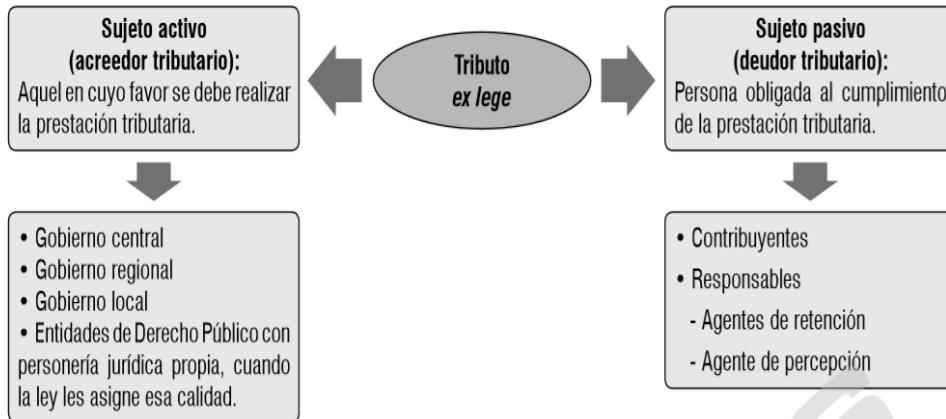 Sujeto activo
(acreedor tributario):
Aquel en cuyo favor se debe realizar
la prestación tributaria.
Tributo
ex lege
Sujeto pasivo
(deudor tributario):
Persona obligada al cumplimiento
de la prestación tributaria.
• Gobierno central
• Gobierno regional
• Gobierno local
• Entidades de Derecho Público con
personería jurídica propia, cuando
la ley les asigne esa calidad.
• Contribuyentes
• Responsables
- Agentes de retención
- Agente de percepción